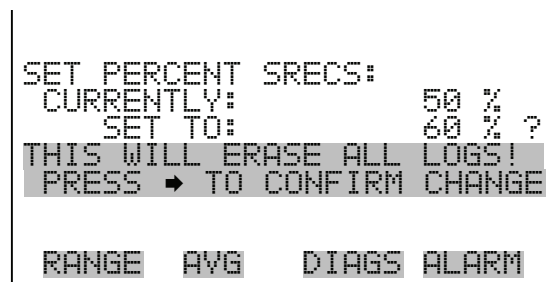 SET PERCENT SRECS:
CURRENTLY: 50 %
SET TO: 60 % ?
THIS WILL ERASE ALL LOGS!
PRESS ➡ TO CONFIRM CHANGE
RANGE AVG DIAGS ALARM